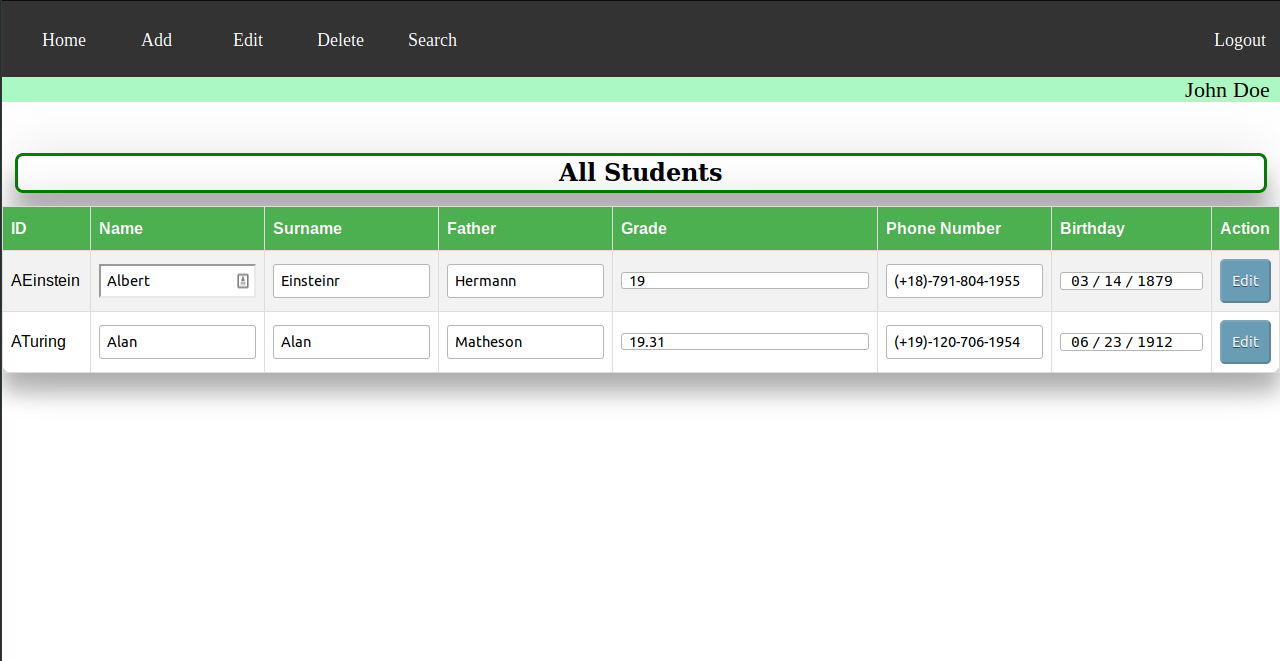 Home Add Edit Delete Search Logout
John Doe
All Students
ID Name Surname Father Grade Phone Number Birthday Action
AEinstein Albert Einsteinr Hermann 19 (+18)-791-804-1955 03 / 14 / 1879 Edit
ATuring Alan Alan Matheson 19.31 (+19)-120-706-1954 06 / 23 / 1912 Edit